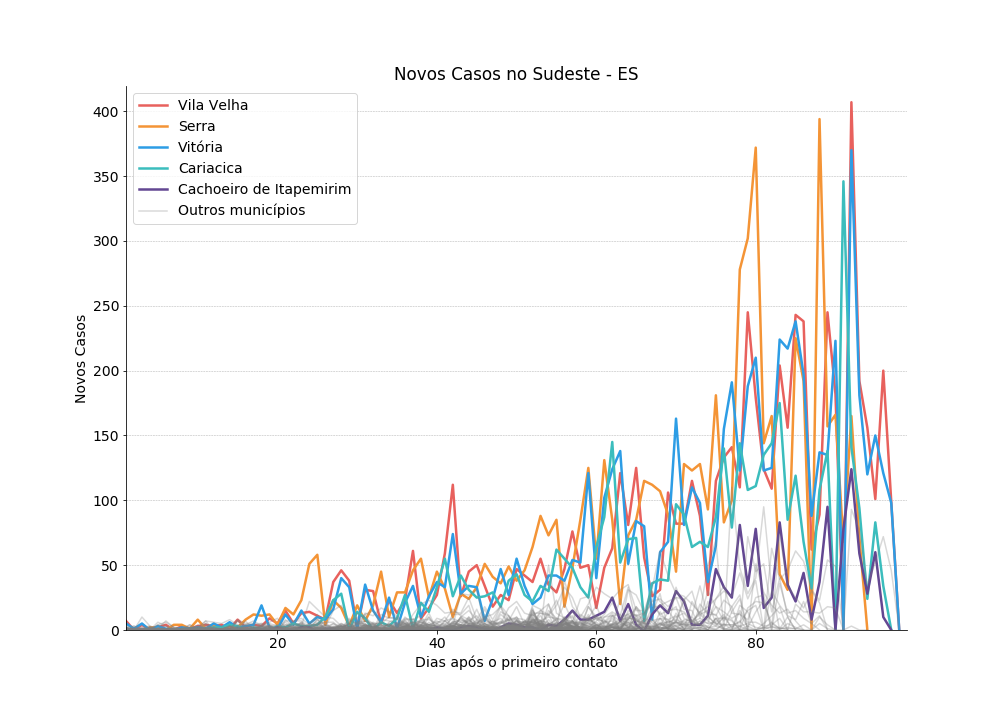 Novos Casos no Sudeste - ES
Vila Velha
Serra
Vitória
Cariacica
Cachoeiro de Itapemirim
Outros municípios
400
350
300
250
200
150
100
50
0
Novos Casos
20
40
60
80
Dias após o primeiro contato